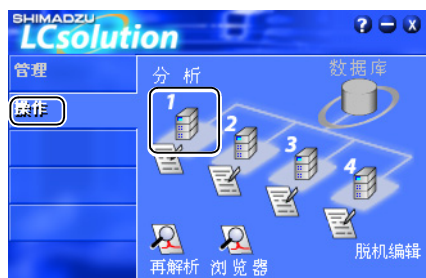 SHIMADZU
LCsolution
? – x
管理
操作
分 析
数据库
1
2
3
4
再解析
浏览器
脱机编辑